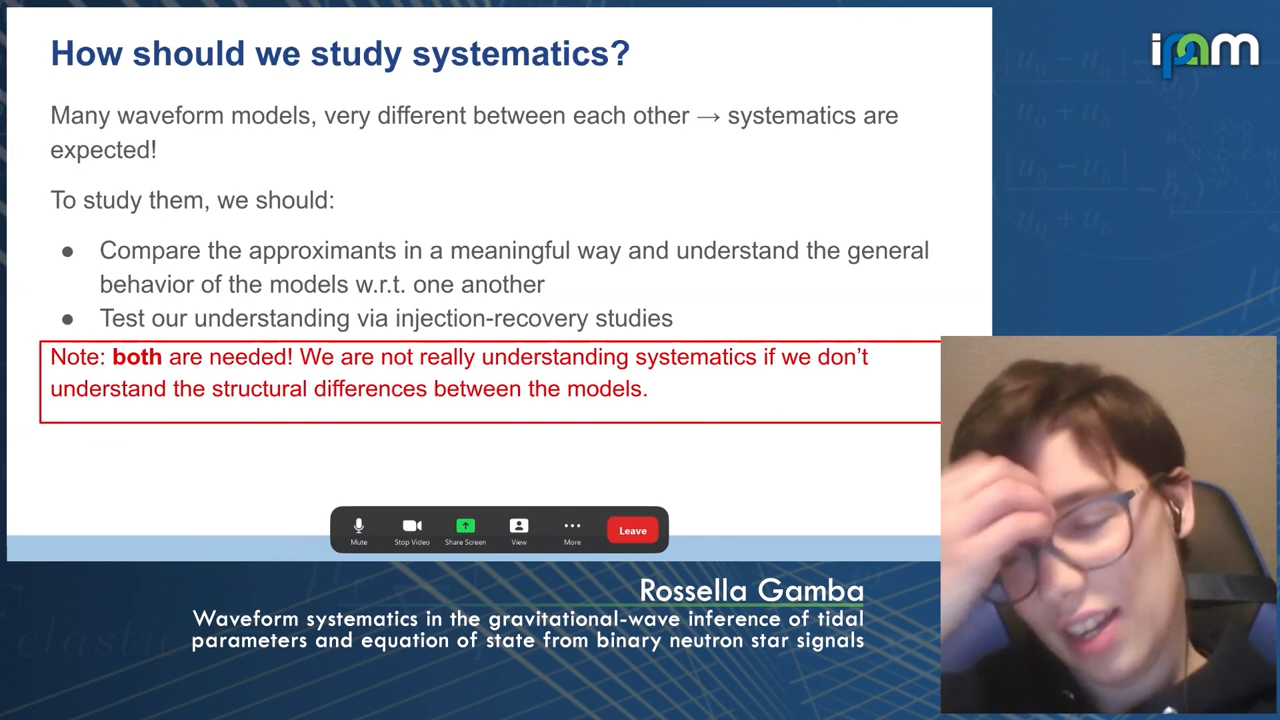 How should we study systematics?
ipam
Many waveform models, very different between each other → systematics are
expected!
To study them, we should:
● Compare the approximants in a meaningful way and understand the general
behavior of the models w.r.t. one another
● Test our understanding via injection-recovery studies
Note: both are needed! We are not really understanding systematics if we don't
understand the structural differences between the models.
Mute
Stop Video
Share Screen
View
More
Leave
Rossella Gamba
Waveform systematics in the gravitational-wave inference of tidal
parameters and equation of state from binary neutron star signals